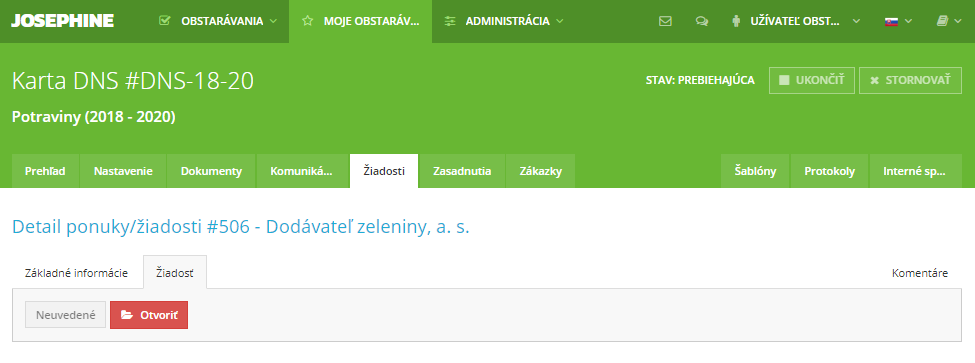 JOSEPHINE OBSTARÁVANIA MOJE OBSTARÁV... ADMINISTRÁCIA UŽÍVATEĽ OBST...
Karta DNS #DNS-18-20 STAV: PREBIEHAJÚCA UKONČIŤ STORNOVAŤ
Potraviny (2018 - 2020)
Prehľad Nastavenie Dokumenty Komuniká... Žiadosti Zasadnutia Zákazky Šablóny Protokoly Interné sp...
Detail ponuky/žiadosti #506 - Dodávateľ zeleniny, a. s.
Základné informácie Žiadosť Komentáre
Neuvedené Otvoriť